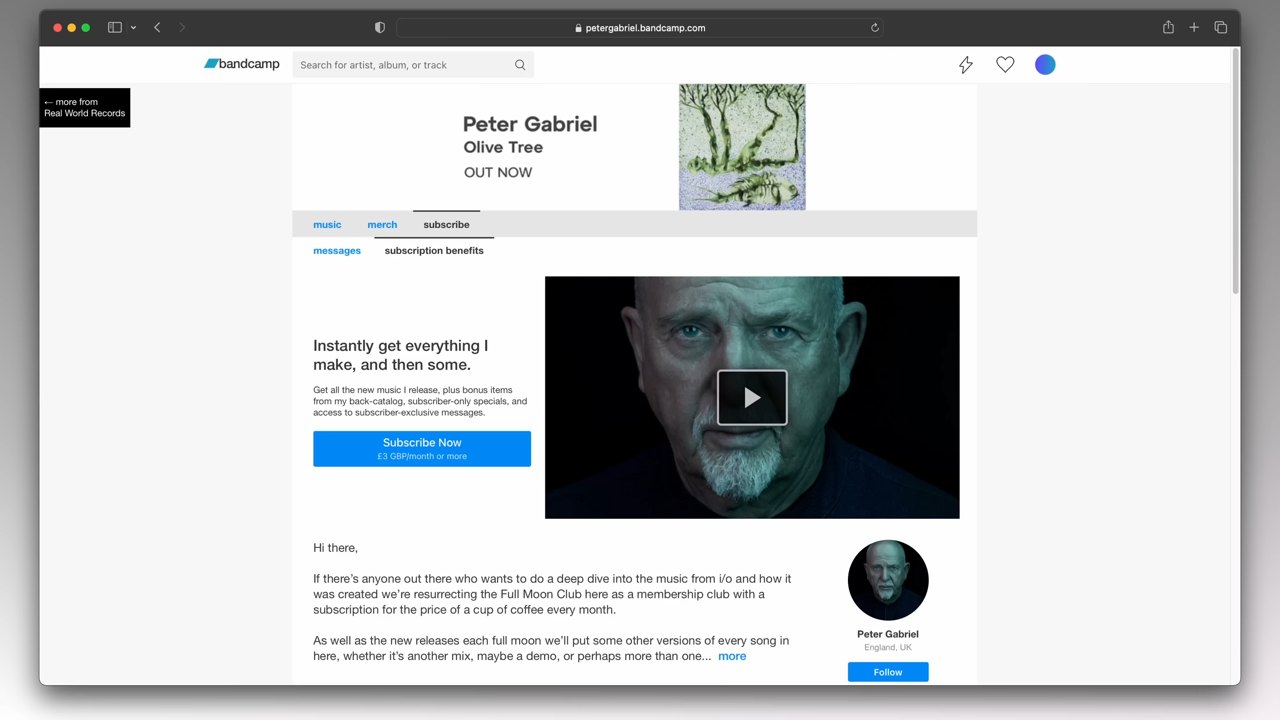 petergabriel.bandcamp.com
bandcamp
Search for artist, album, or track
← more from
Real World Records
Peter Gabriel
Olive Tree
OUT NOW
music merch subscribe
messages subscription benefits
Instantly get everything I
make, and then some.
Get all the new music I release, plus bonus items
from my back-catalog, subscriber-only specials, and
access to subscriber-exclusive messages.
Subscribe Now
£3 GBP/month or more
Hi there,
If there’s anyone out there who wants to do a deep dive into the music from i/o and how it
was created we’re resurrecting the Full Moon Club here as a membership club with a
subscription for the price of a cup of coffee every month.
As well as the new releases each full moon we’ll put some other versions of every song in
here, whether it’s another mix, maybe a demo, or perhaps more than one... more
Peter Gabriel
England, UK
Follow